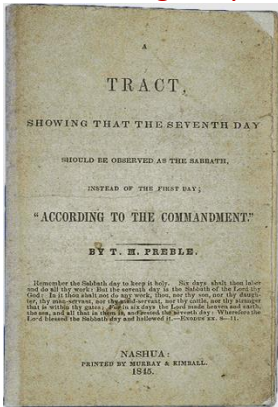 A
TRACT,
SHOWING THAT THE SEVENTH DAY
SHOULD BE OBSERVED AS THE SABBATH,
INSTEAD OF THE FIRST DAY;
"ACCORDING TO THE COMMANDMENT."
BY T. M. PREBLE.
Remember the Sabbath day to keep it holy. Six days shalt thou labor
and do all thy work: But the seventh day is the Sabbath of the Lord thy
God: In it thou shalt not do any work, thou, nor thy son, nor thy daugh-
ter, thy man-servant, nor thy maid-servant, nor thy cattle, nor thy stranger
that is within thy gates; For in six days the Lord made heaven and earth,
the sea, and all that in them is, and rested the seventh day: Wherefore the
Lord blessed the Sabbath day and hallowed it.—EXODUS XX. 8—11.
NASHUA:
PRINTED BY MURRAY & KIMBALL.
1845.